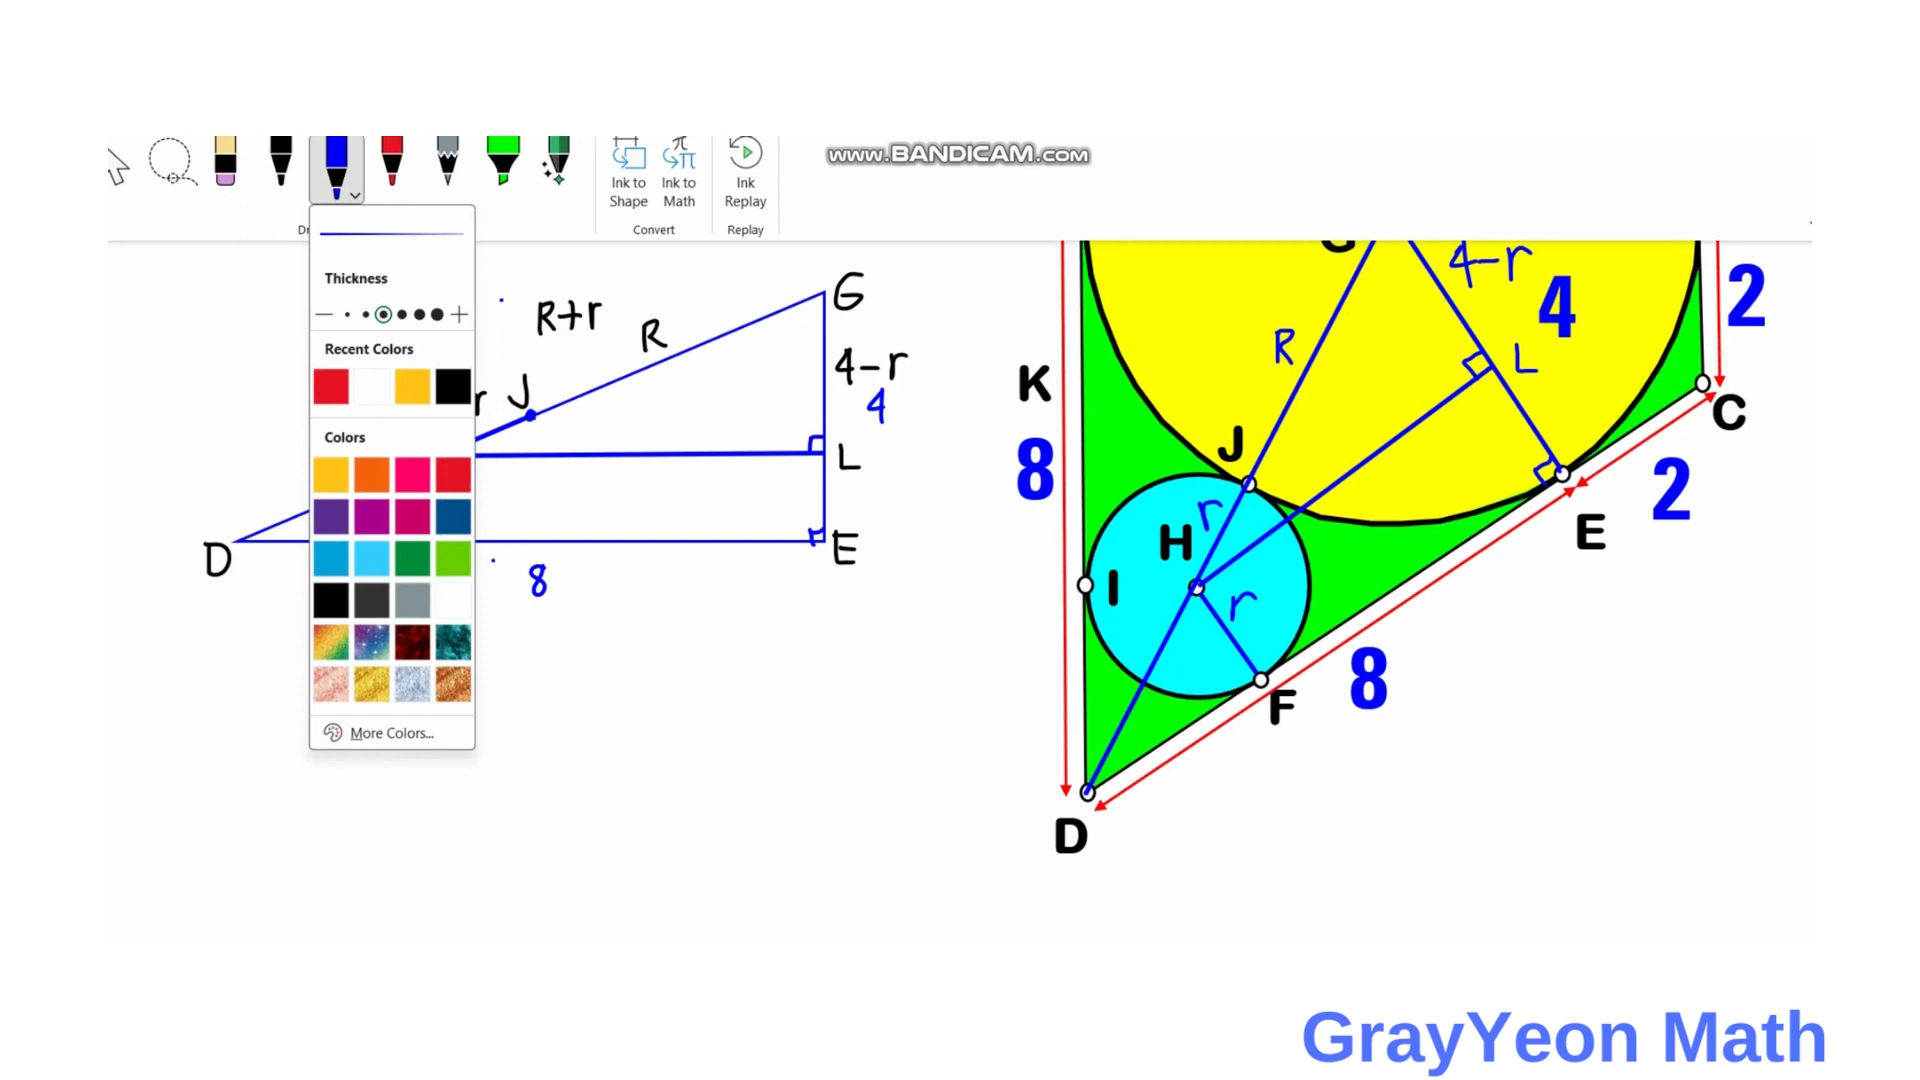 www.BANDICAM.com
Ink to Shape
Ink to Math
Ink Replay
Convert
Replay
Dr
Thickness
Recent Colors
Colors
More Colors...
R+r
R
G
4-r
4
r
J
L
D
E
8
G
4-r
4
2
R
L
K
C
8
J
2
r
H
E
I
r
8
F
D
GrayYeon Math